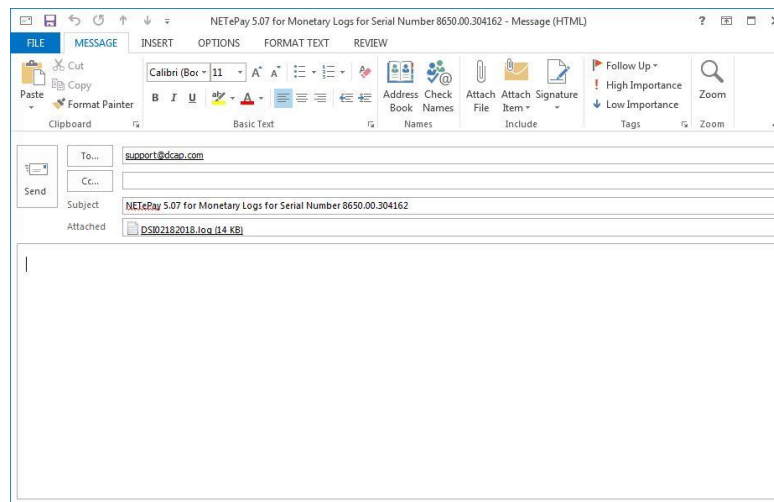 NETePay 5.07 for Monetary Logs for Serial Number 8650.00.304162 - Message (HTML)
FILE MESSAGE INSERT OPTIONS FORMAT TEXT REVIEW
Paste
Cut
Copy
Format Painter
Clipboard
Calibri (Boc 11
B I U
Basic Text
Address Book
Check Names
Names
Attach File
Attach Item
Signature
Include
Follow Up
High Importance
Low Importance
Tags
Zoom
Zoom
Send
To... support@dcap.com
Cc...
Subject NETePay 5.07 for Monetary Logs for Serial Number 8650.00.304162
Attached DSI02182018.log (14 KB)